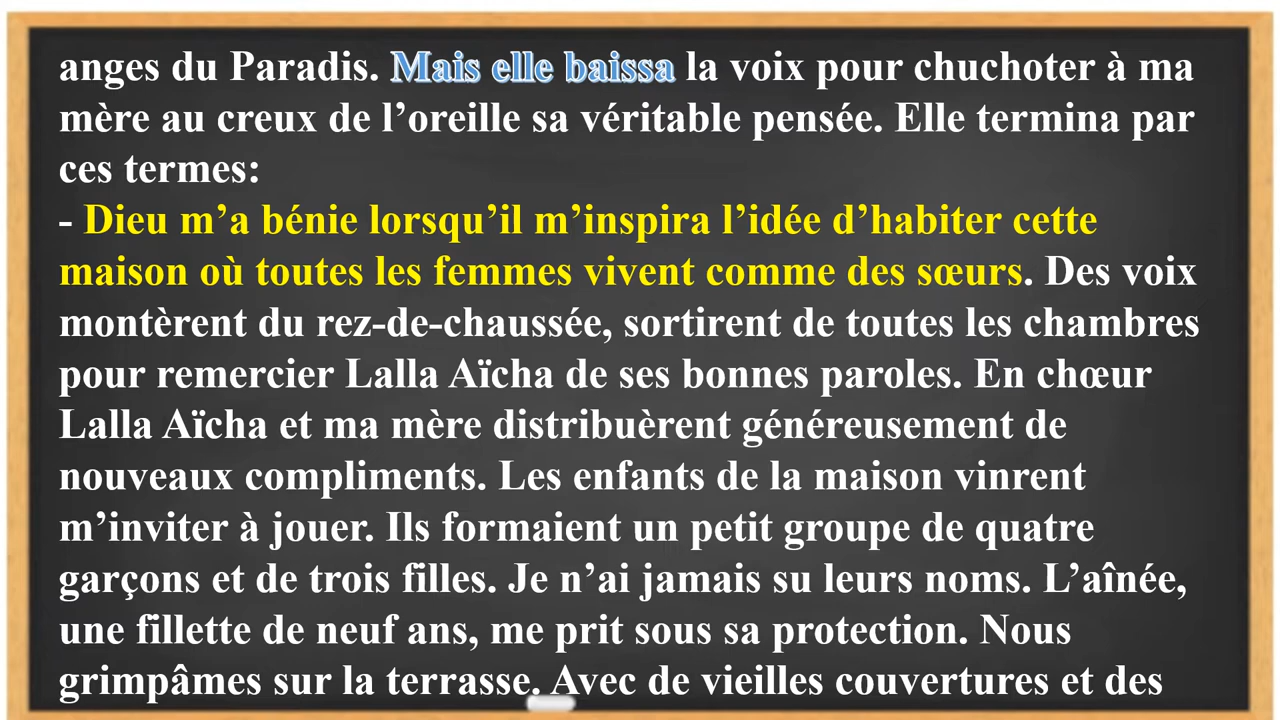 anges du Paradis. Mais elle baissa la voix pour chuchoter à ma
mère au creux de l’oreille sa véritable pensée. Elle termina par
ces termes:
- Dieu m’a bénie lorsqu’il m’inspira l’idée d’habiter cette
maison où toutes les femmes vivent comme des sœurs. Des voix
montèrent du rez-de-chaussée, sortirent de toutes les chambres
pour remercier Lalla Aïcha de ses bonnes paroles. En chœur
Lalla Aïcha et ma mère distribuèrent généreusement de
nouveaux compliments. Les enfants de la maison vinrent
m’inviter à jouer. Ils formaient un petit groupe de quatre
garçons et de trois filles. Je n’ai jamais su leurs noms. L’aînée,
une fillette de neuf ans, me prit sous sa protection. Nous
grimpâmes sur la terrasse. Avec de vieilles couvertures et des